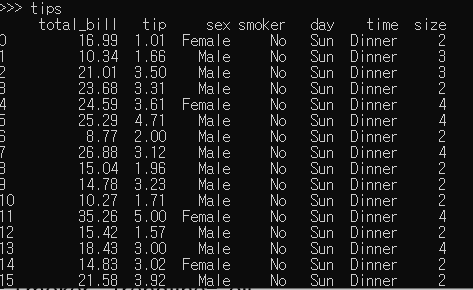 >>> tips
total_bill tip sex smoker day time size
0 16.99 1.01 Female No Sun Dinner 2
1 10.34 1.66 Male No Sun Dinner 3
2 21.01 3.50 Male No Sun Dinner 3
3 23.68 3.31 Male No Sun Dinner 2
4 24.59 3.61 Female No Sun Dinner 4
5 25.29 4.71 Male No Sun Dinner 4
6 8.77 2.00 Male No Sun Dinner 2
7 26.88 3.12 Male No Sun Dinner 4
8 15.04 1.96 Male No Sun Dinner 2
9 14.78 3.23 Male No Sun Dinner 2
10 10.27 1.71 Male No Sun Dinner 2
11 35.26 5.00 Female No Sun Dinner 4
12 15.42 1.57 Male No Sun Dinner 2
13 18.43 3.00 Male No Sun Dinner 4
14 14.83 3.02 Female No Sun Dinner 2
15 21.58 3.92 Male No Sun Dinner 2